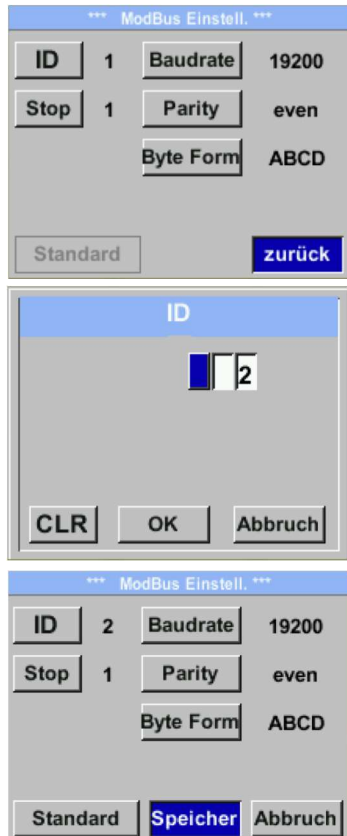 *** ModBus Einstell. ***
ID 1 Baudrate 19200
Stop 1 Parity even
Byte Form ABCD
Standard zurück
ID
2
CLR OK Abbruch
*** ModBus Einstell. ***
ID 2 Baudrate 19200
Stop 1 Parity even
Byte Form ABCD
Standard Speicher Abbruch